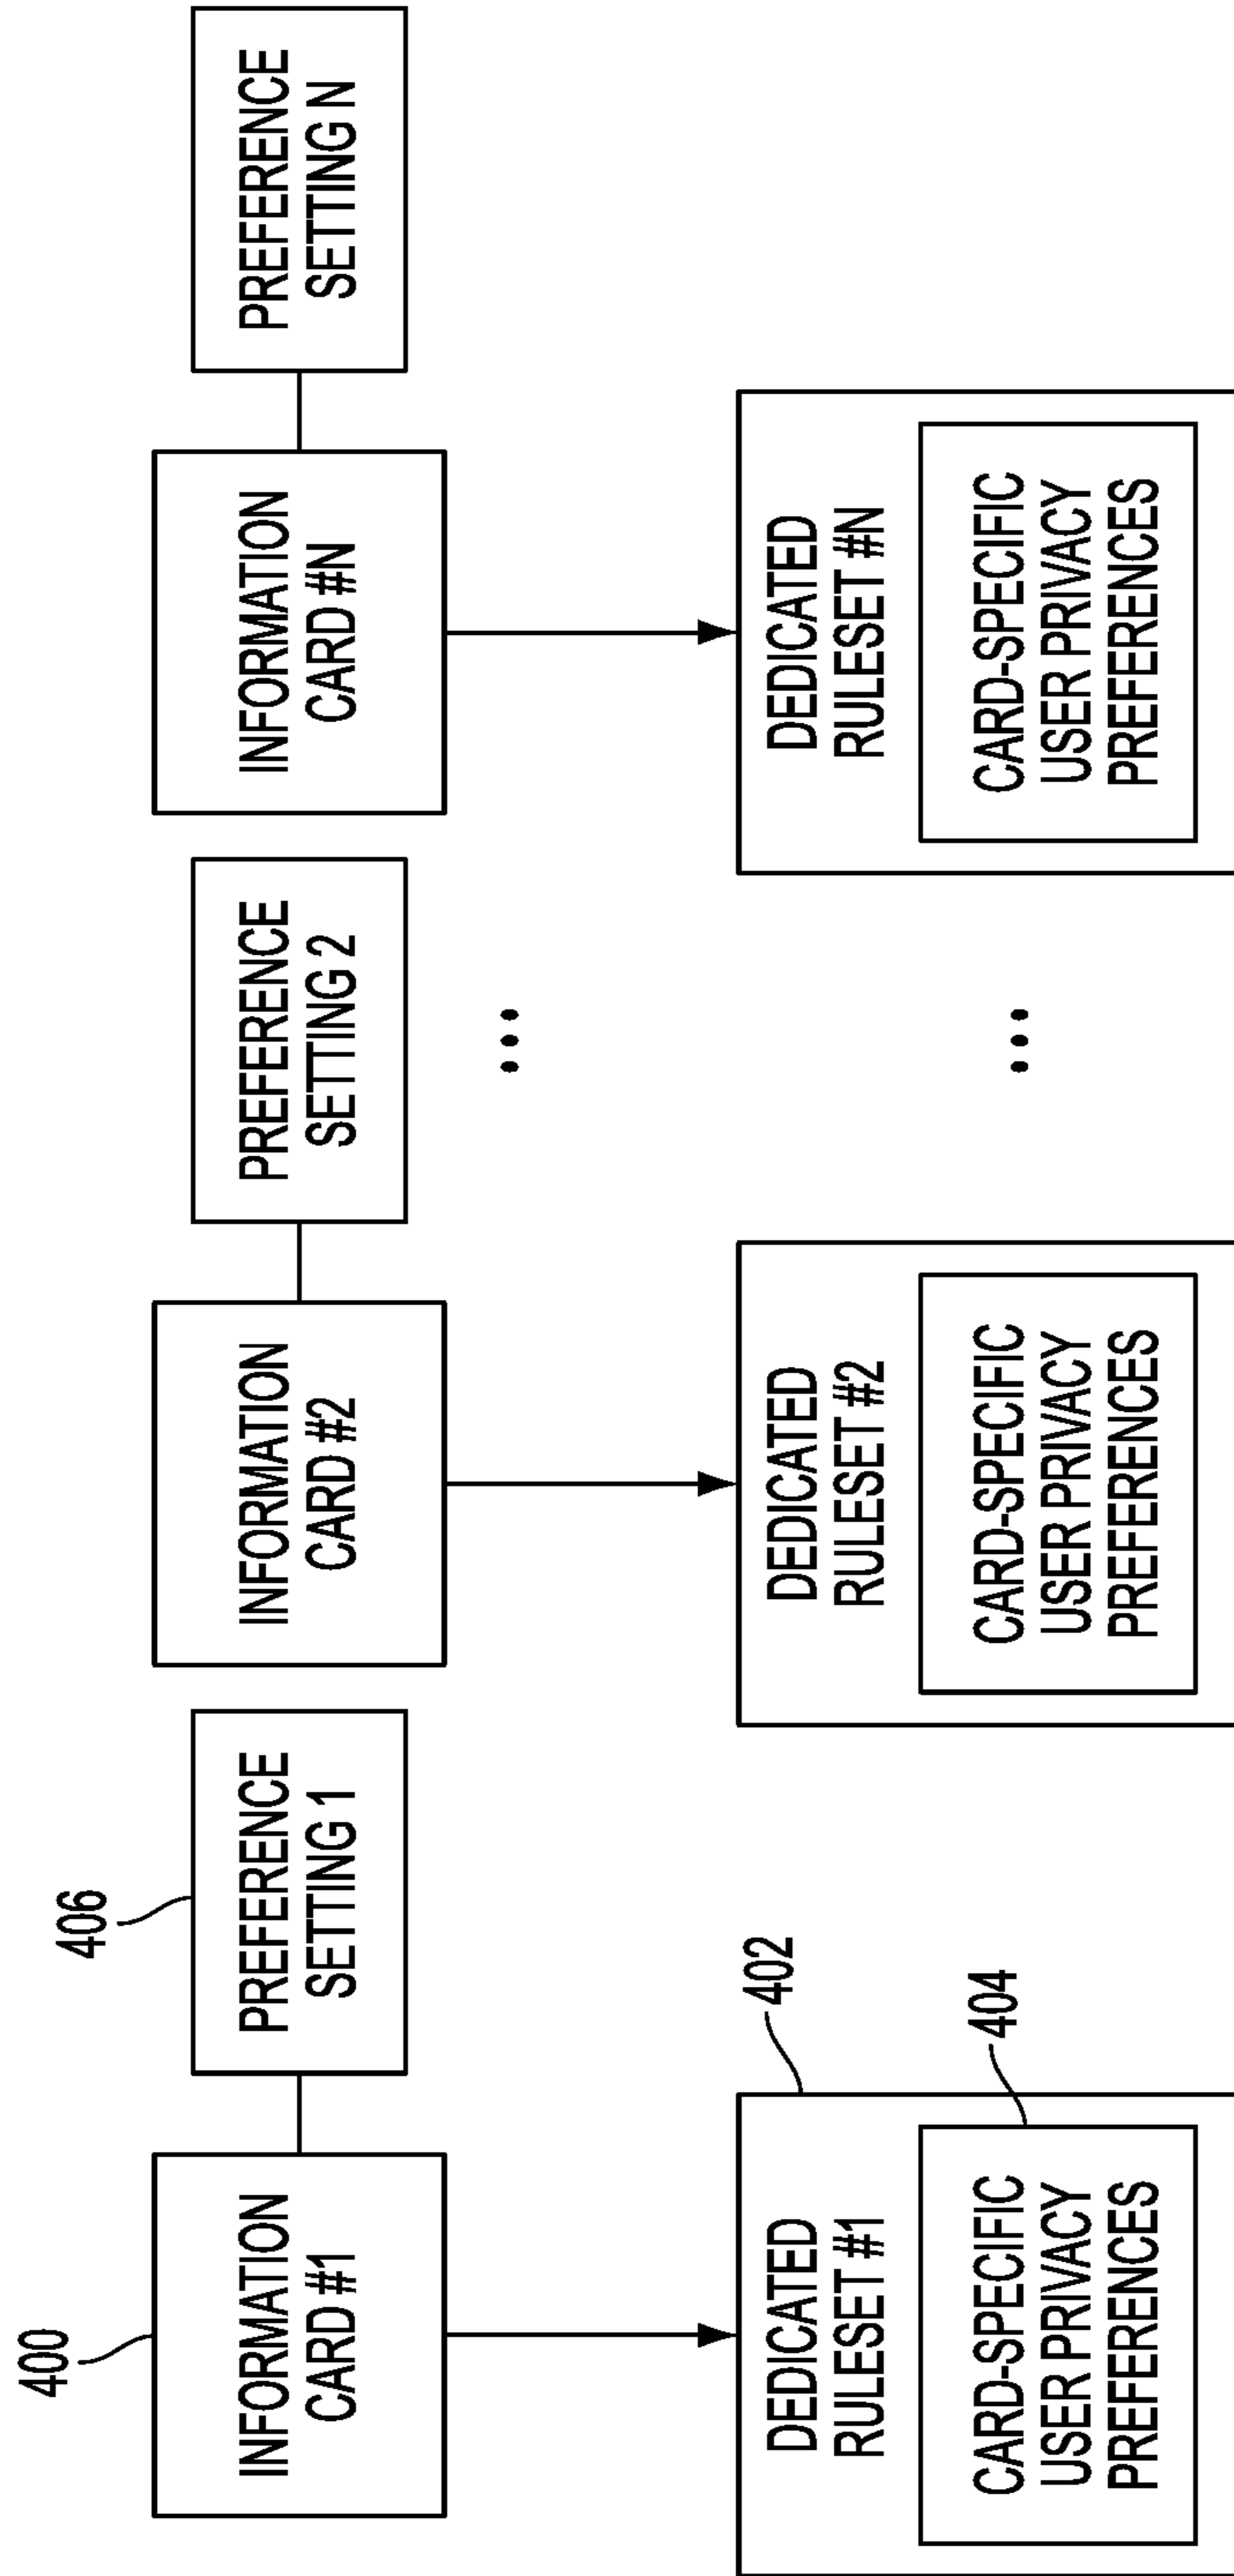 400
INFORMATION
CARD #1
406
PREFERENCE
SETTING 1
INFORMATION
CARD #2
PREFERENCE
SETTING 2
INFORMATION
CARD #N
PREFERENCE
SETTING N
...
402
DEDICATED
RULESET #1
404
CARD-SPECIFIC
USER PRIVACY
PREFERENCES
DEDICATED
RULESET #2
CARD-SPECIFIC
USER PRIVACY
PREFERENCES
...
DEDICATED
RULESET #N
CARD-SPECIFIC
USER PRIVACY
PREFERENCES